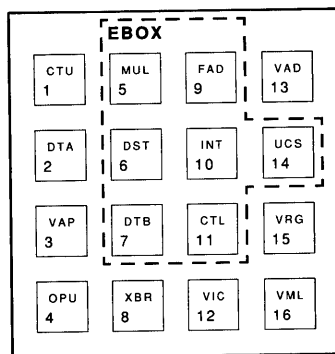 EBOX
CTU MUL FAD VAD
1 5 9 13
DTA DST INT UCS
2 6 10 14
VAP DTB CTL VRG
3 7 11 15
OPU XBR VIC VML
4 8 12 16